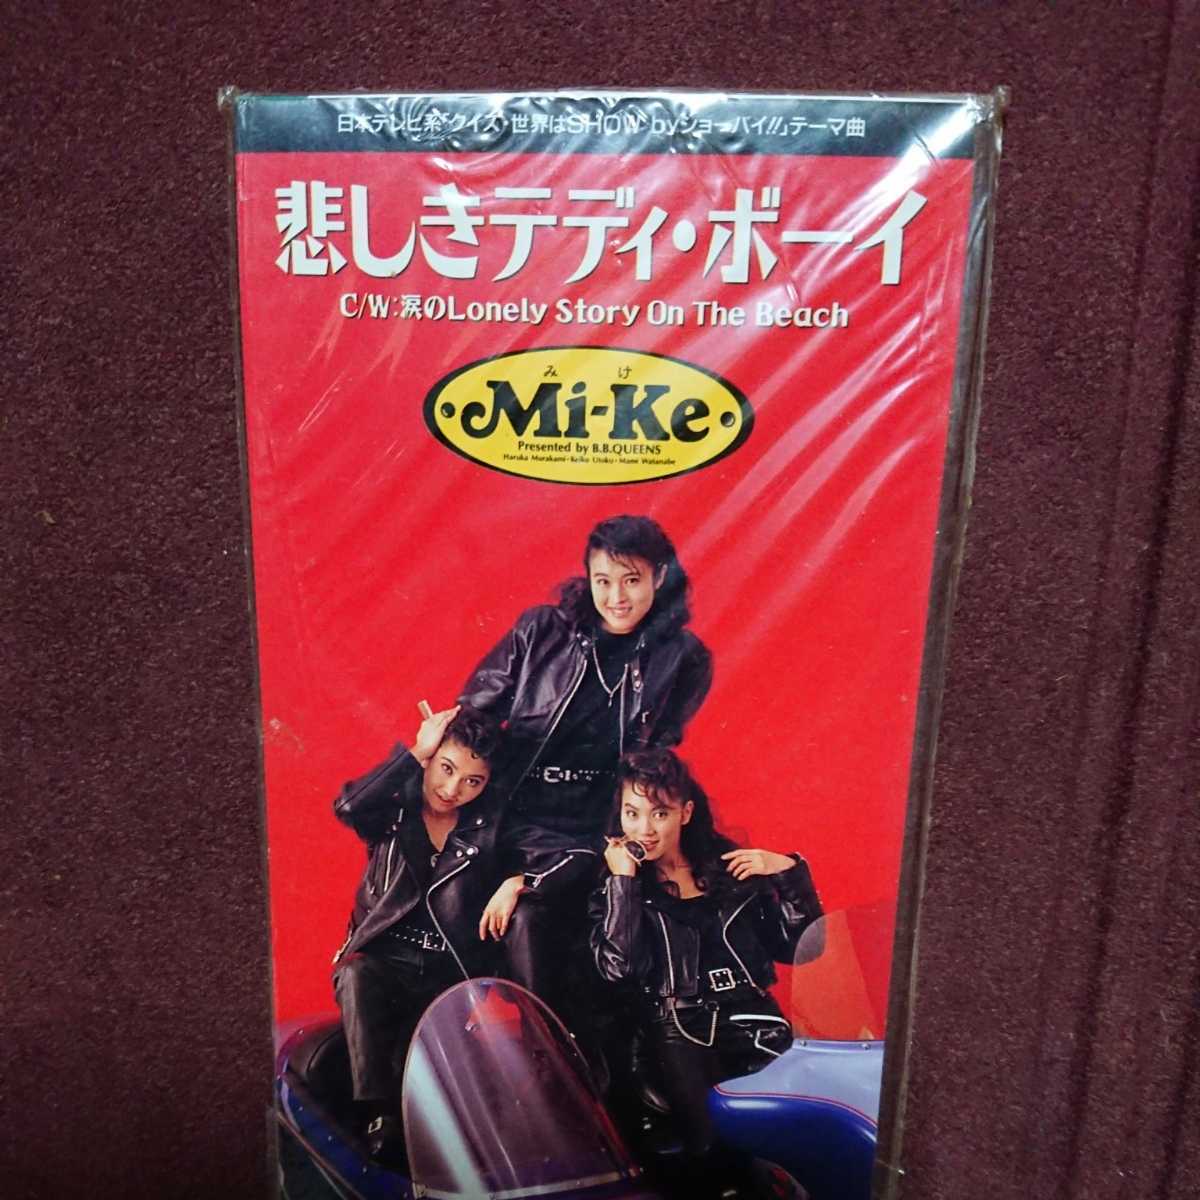 日本テレビ系「クイズ・世界はSHOW byショーバイ!!」テーマ曲
悲しきテディ・ボーイ
C/W:涙のLonely Story On The Beach
みけ
Mi-Ke
Presented by B.B.QUEENS
Haruka Murakami・Keiko Utoku・Mami Watanabe